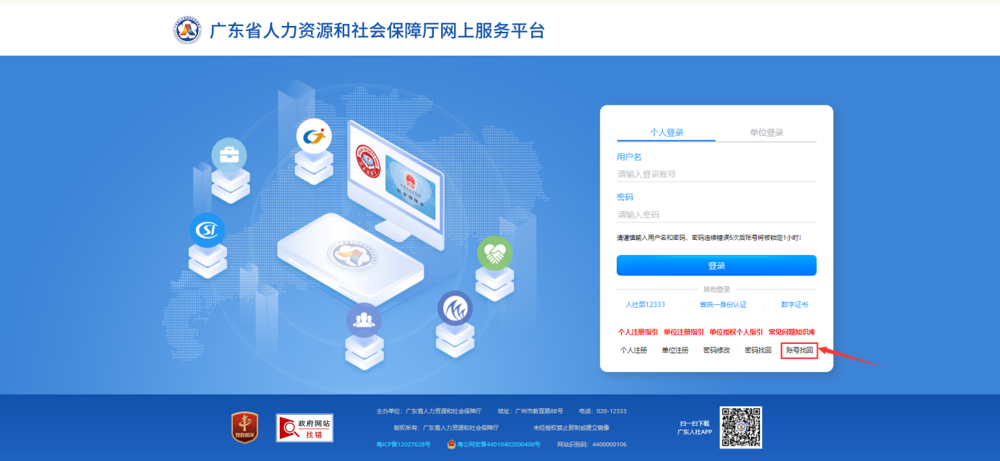 广东省人力资源和社会保障厅网上服务平台
个人登录 单位登录
用户名
请输入登录账号
密码
请输入密码
请谨慎输入用户名和密码，密码连续错误5次后账号将被锁定1小时！
登录
其他登录
人社部12333 省统一身份认证 数字证书
个人注册指引 单位注册指引 单位授权个人指引 常见问题知识库
个人注册 单位注册 密码修改 密码找回 账号找回
社会保障卡
党政机关
政府网站
找错
主办单位：广东省人力资源和社会保障厅 地址：广州市教育路88号 电话：020-12333
版权所有：广东省人力资源和社会保障厅 未经授权禁止复制或建立镜像
粤ICP备12027628号 粤公网安备44010402000400号 网站识别码：4400000106
扫一扫下载
广东人社APP